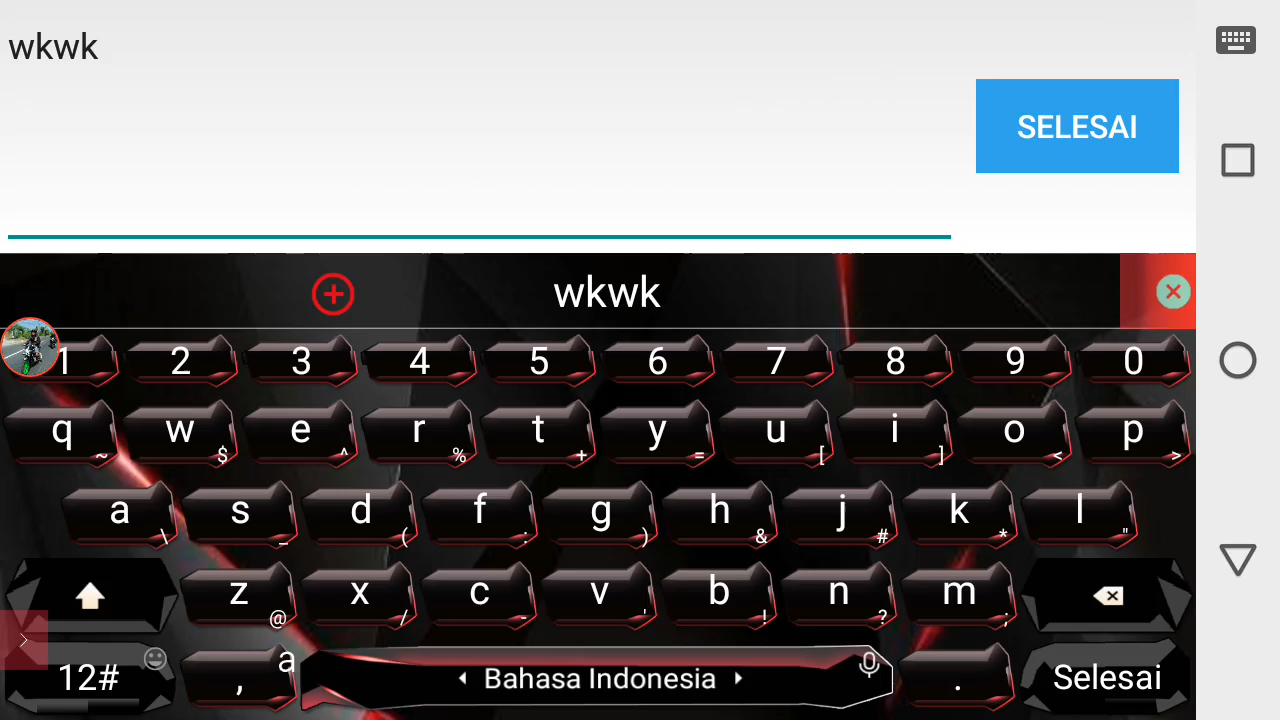 wkwk
SELESAI
wkwk
1 2 3 4 5 6 7 8 9 0
q w e r t y u i o p
~ $ ^ % + = [ ] < >
a s d f g h j k l
\ _ ( : ) & # * "
z x c v b n m
@ / - ' ! ? ;
12# , a Bahasa Indonesia . Selesai